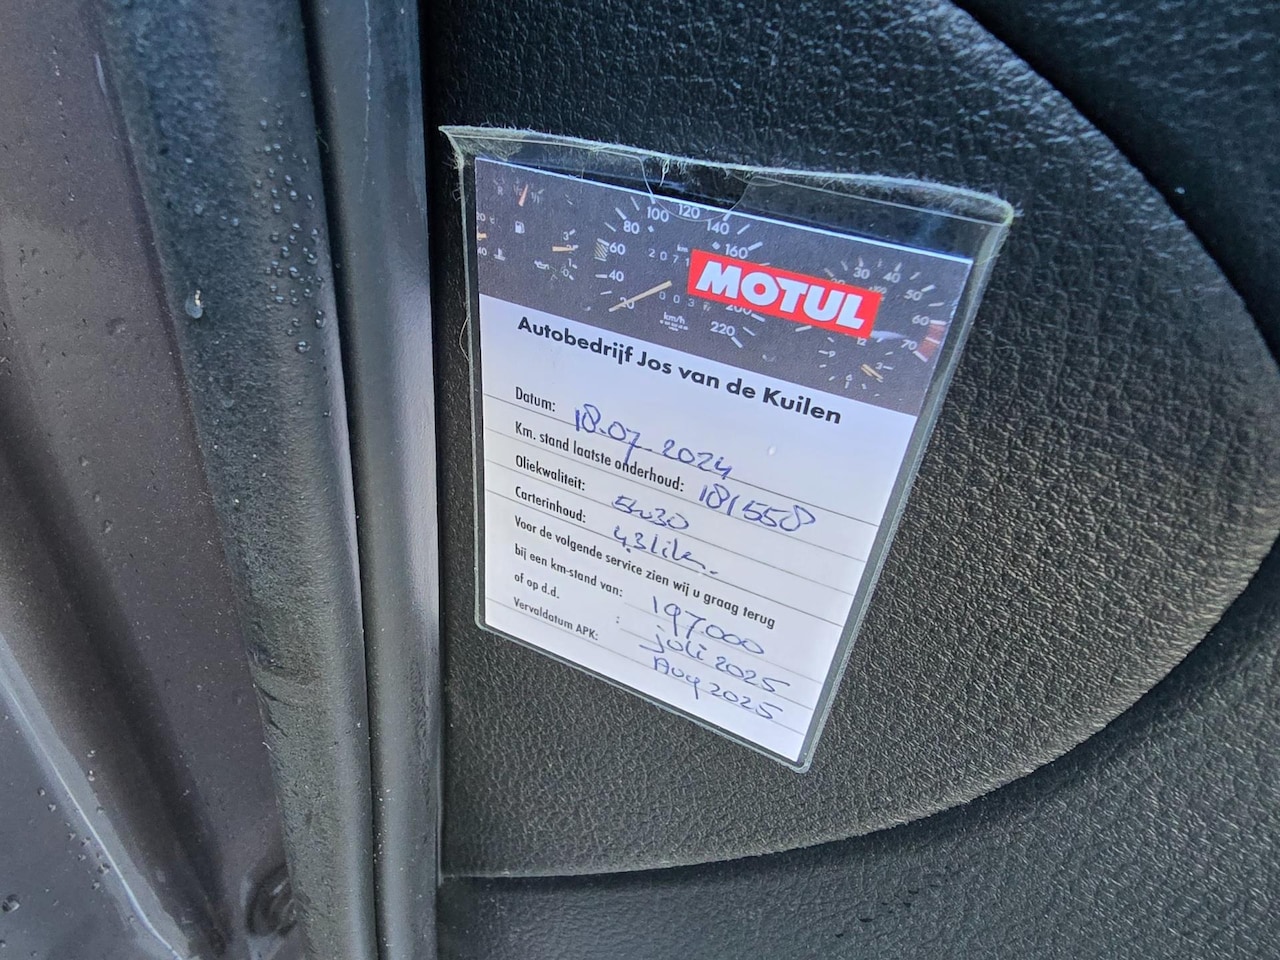 MOTUL
Autobedrijf Jos van de Kuilen
Datum: 18.07.2024
Km. stand laatste onderhoud: 181558
Oliekwaliteit: 5w30
Carterinhoud: 4.3 liter.
Voor de volgende service zien wij u graag terug
bij een km-stand van: 197.000
of op d.d. : juli 2025
Vervaldatum APK: Aug 2025